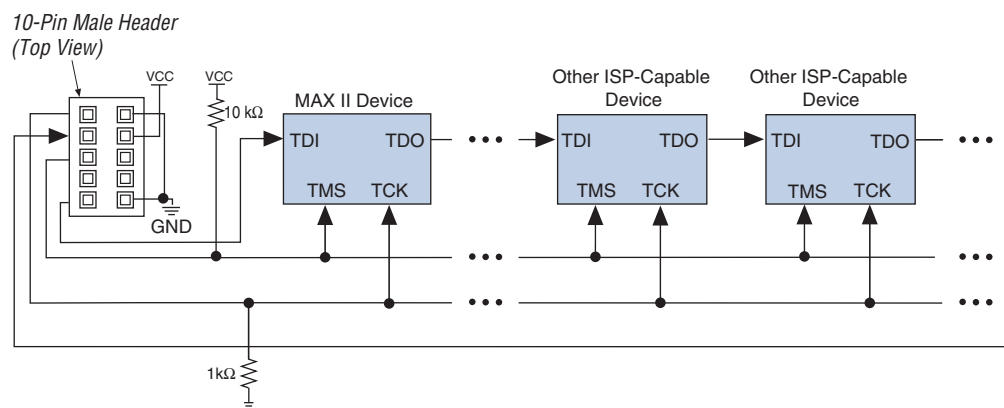 10-Pin Male Header
(Top View)
VCC
VCC
10 kΩ
MAX II Device
Other ISP-Capable
Device
Other ISP-Capable
Device
TDI
TDO
TDI
TDO
TDI
TDO
TMS
TCK
TMS
TCK
TMS
TCK
GND
1kΩ